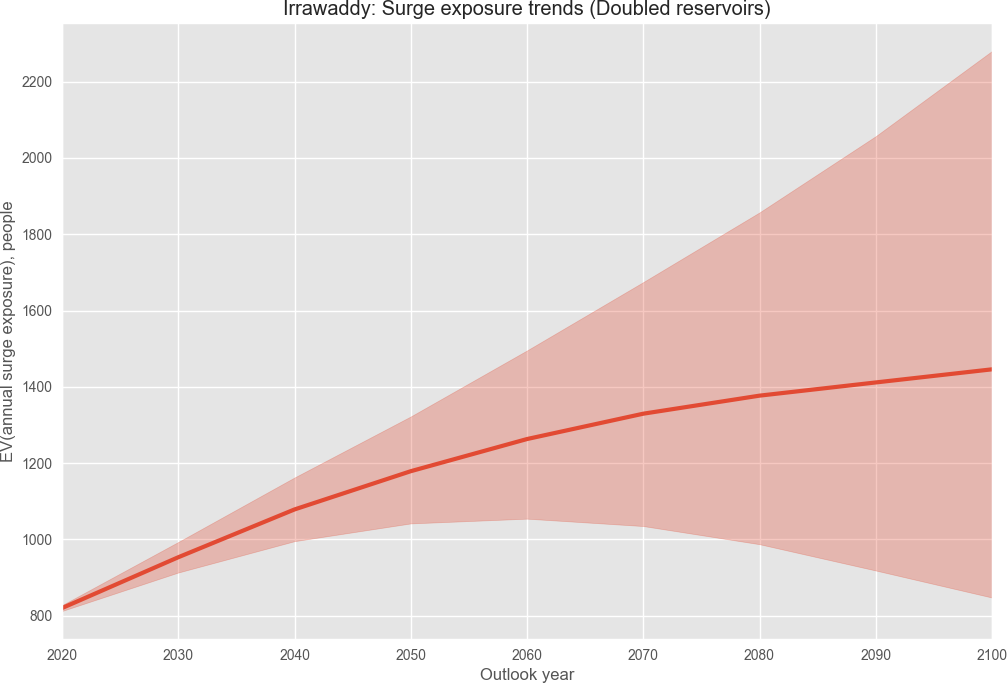 Irrawaddy: Surge exposure trends (Doubled reservoirs)
EV(annual surge exposure), people
2200
2000
1800
1600
1400
1200
1000
800
2020 2030 2040 2050 2060 2070 2080 2090 2100
Outlook year